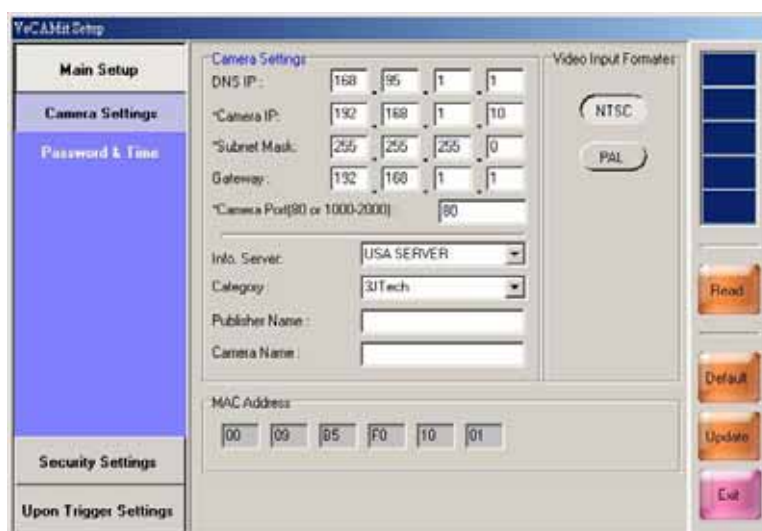 YeCAMit Setup
Main Setup
Camera Settings
Password & Time
Security Settings
Upon Trigger Settings
Camera Settings
DNS IP : 168 . 95 . 1 . 1
*Camera IP: 192 . 168 . 1 . 10
*Subnet Mask: 255 . 255 . 255 . 0
Gateway : 192 . 168 . 1 . 1
*Camera Port(80 or 1000-2000) 80
Info. Server: USA SERVER
Category : 3JTech
Publisher Name :
Camera Name :
MAC Address
00 09 B5 F0 10 01
Video Input Formates
NTSC
PAL
Read
Default
Update
Exit